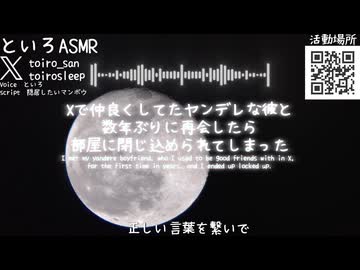 といろASMR
活動場所
X toiro_san
toirosleep
Voice といろ
script 隠居したいマンボウ
Xで仲良くしてたヤンデレな彼と
数年ぶりに再会したら
部屋に閉じ込められてしまった
I met my yandere boyfriend, who I used to be good friends with in X,
for the first time in years, and I ended up locked up.
正しい言葉を繋いで